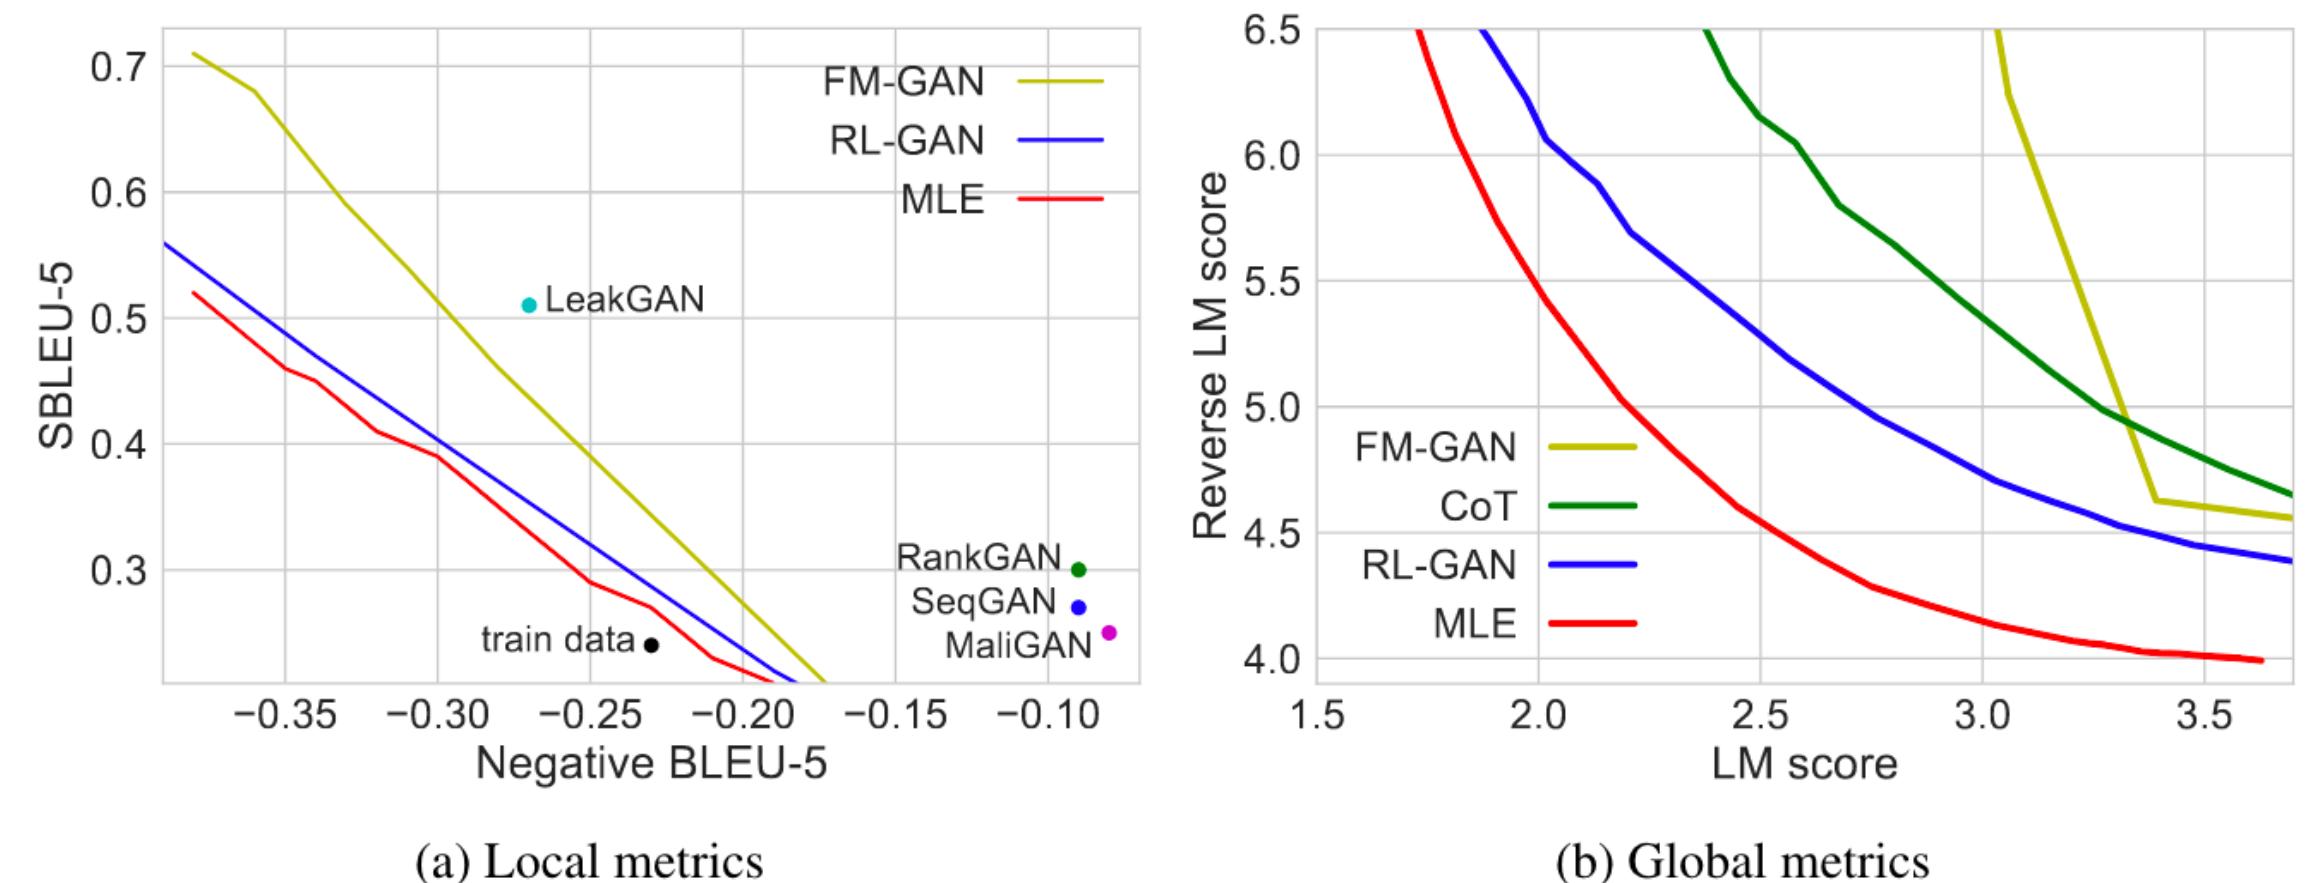 SBLEU-5
0.7
0.6
0.5
0.4
0.3
FM-GAN
RL-GAN
MLE
LeakGAN
RankGAN
SeqGAN
MaliGAN
train data
−0.35 −0.30 −0.25 −0.20 −0.15 −0.10
Negative BLEU-5
(a) Local metrics
Reverse LM score
6.5
6.0
5.5
5.0
4.5
4.0
FM-GAN
CoT
RL-GAN
MLE
1.5 2.0 2.5 3.0 3.5
LM score
(b) Global metrics